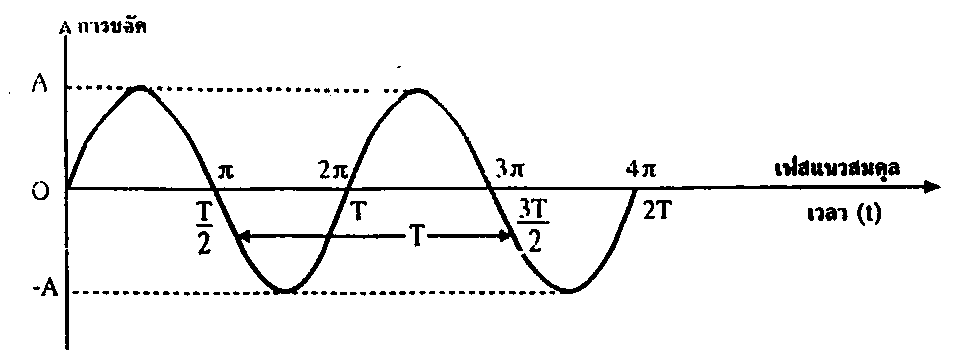 การขจัด
A
π 2π 3π 4π เฟสแนวสมดุล
O
T/2 T T 3T/2 2T เวลา (t)
-A